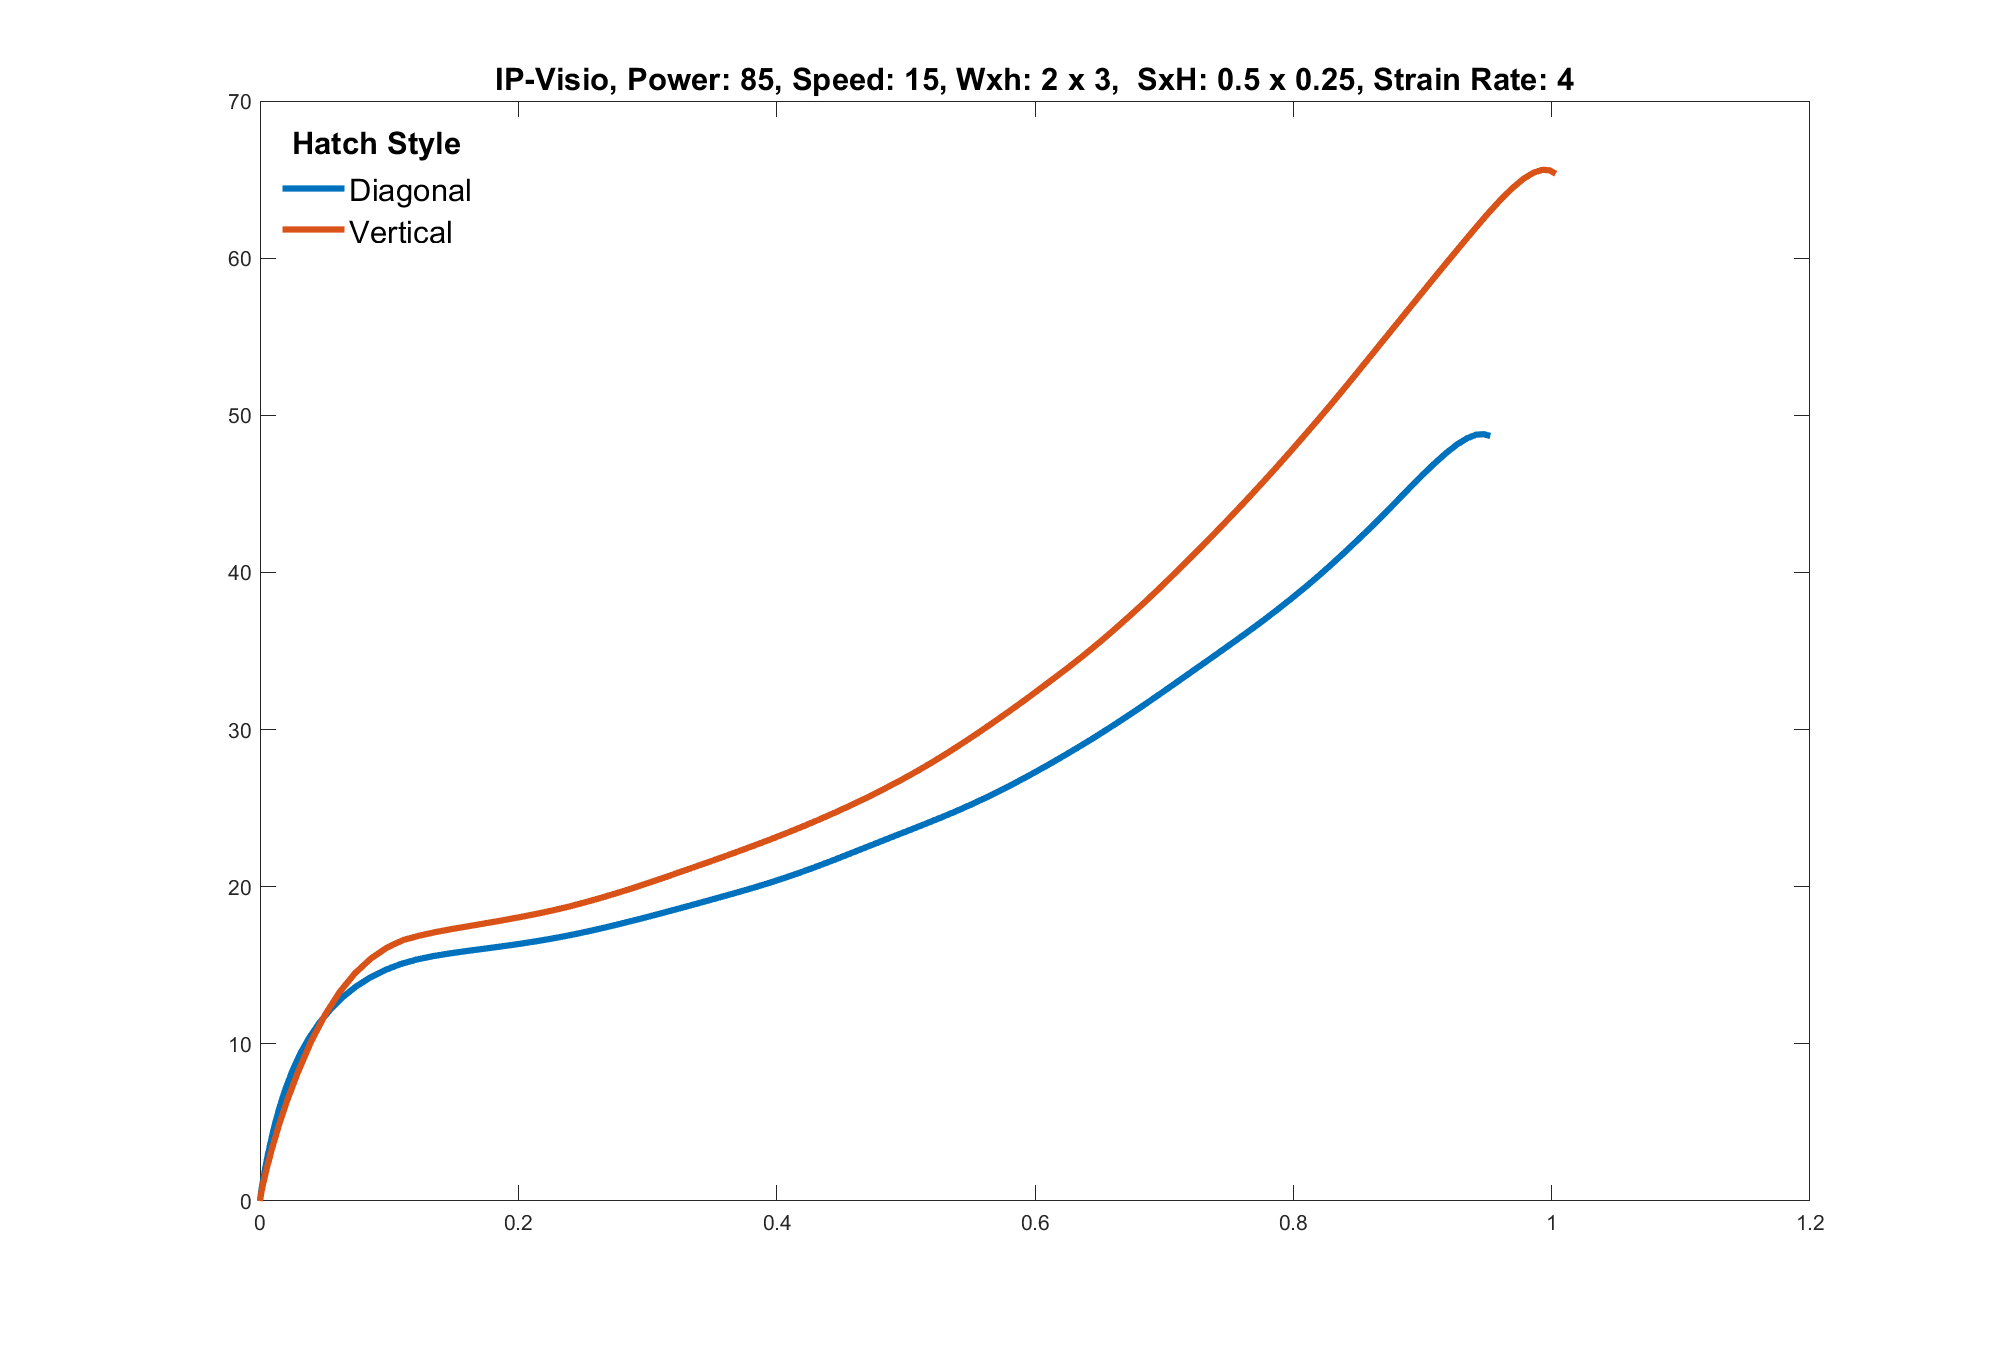 IP-Visio, Power: 85, Speed: 15, Wxh: 2 x 3,  SxH: 0.5 x 0.25, Strain Rate: 4
70
Hatch Style
Diagonal
Vertical
60
50
40
30
20
10
0
0 0.2 0.4 0.6 0.8 1 1.2